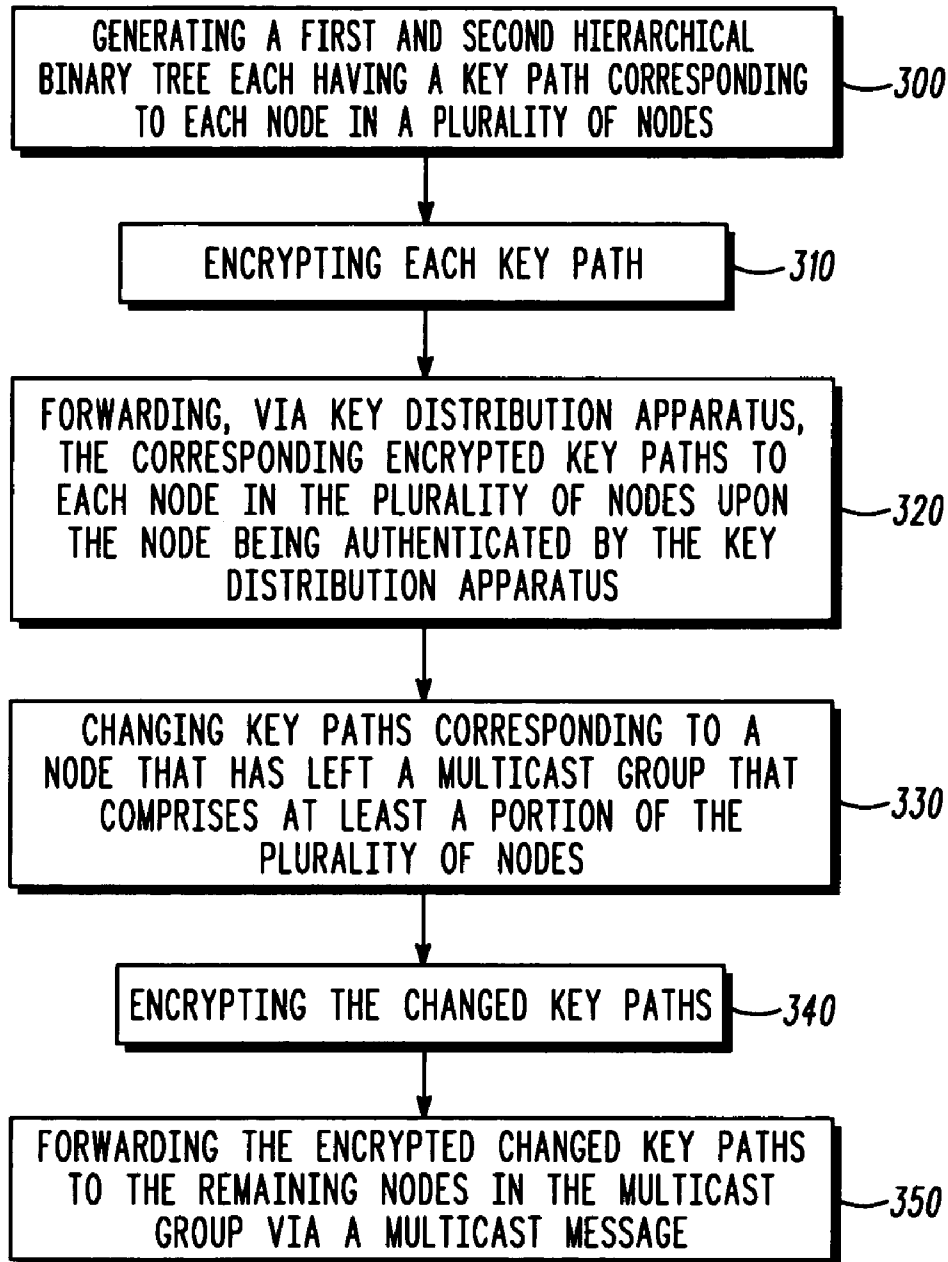 GENERATING A FIRST AND SECOND HIERARCHICAL
BINARY TREE EACH HAVING A KEY PATH CORRESPONDING
TO EACH NODE IN A PLURALITY OF NODES
300
ENCRYPTING EACH KEY PATH
310
FORWARDING, VIA KEY DISTRIBUTION APPARATUS,
THE CORRESPONDING ENCRYPTED KEY PATHS TO
EACH NODE IN THE PLURALITY OF NODES UPON
THE NODE BEING AUTHENTICATED BY THE KEY
DISTRIBUTION APPARATUS
320
CHANGING KEY PATHS CORRESPONDING TO A
NODE THAT HAS LEFT A MULTICAST GROUP THAT
COMPRISES AT LEAST A PORTION OF THE
PLURALITY OF NODES
330
ENCRYPTING THE CHANGED KEY PATHS
340
FORWARDING THE ENCRYPTED CHANGED KEY PATHS
TO THE REMAINING NODES IN THE MULTICAST
GROUP VIA A MULTICAST MESSAGE
350